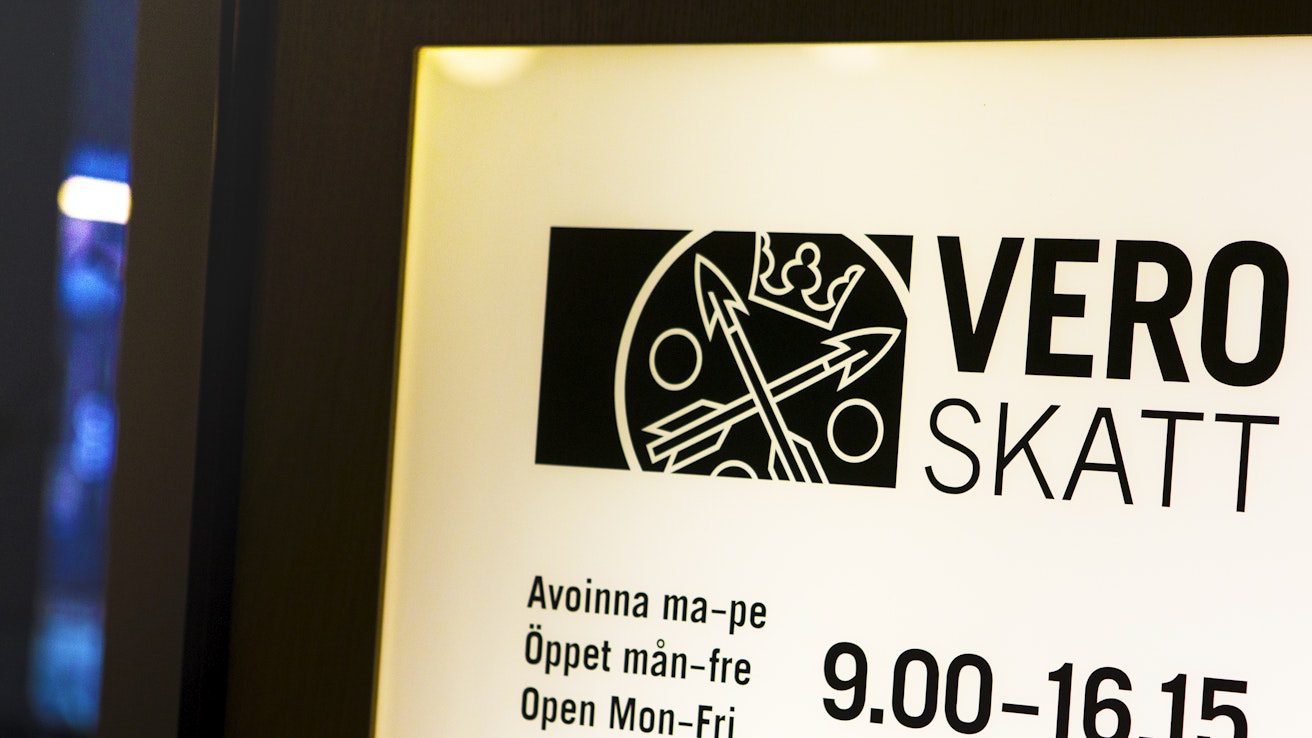 VERO
SKATT
Avoinna ma–pe
Öppet mån–fre
Open Mon–Fri
9.00–16.15